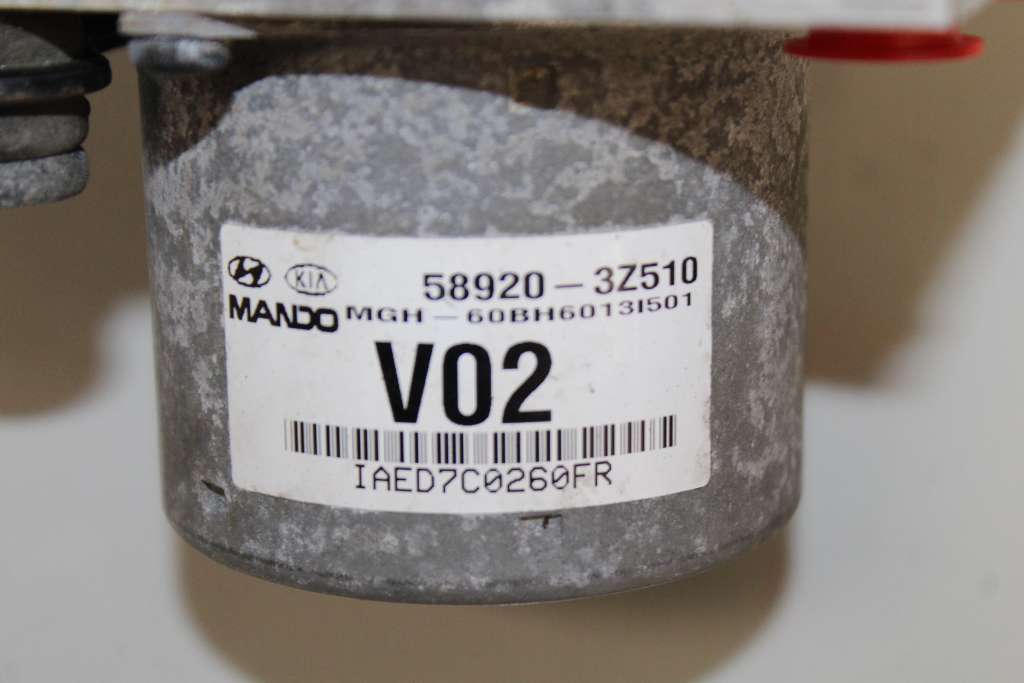 KIA 58920-3Z510
MANDO MGH-60BH6013I501
V02
IAED7C0260FR